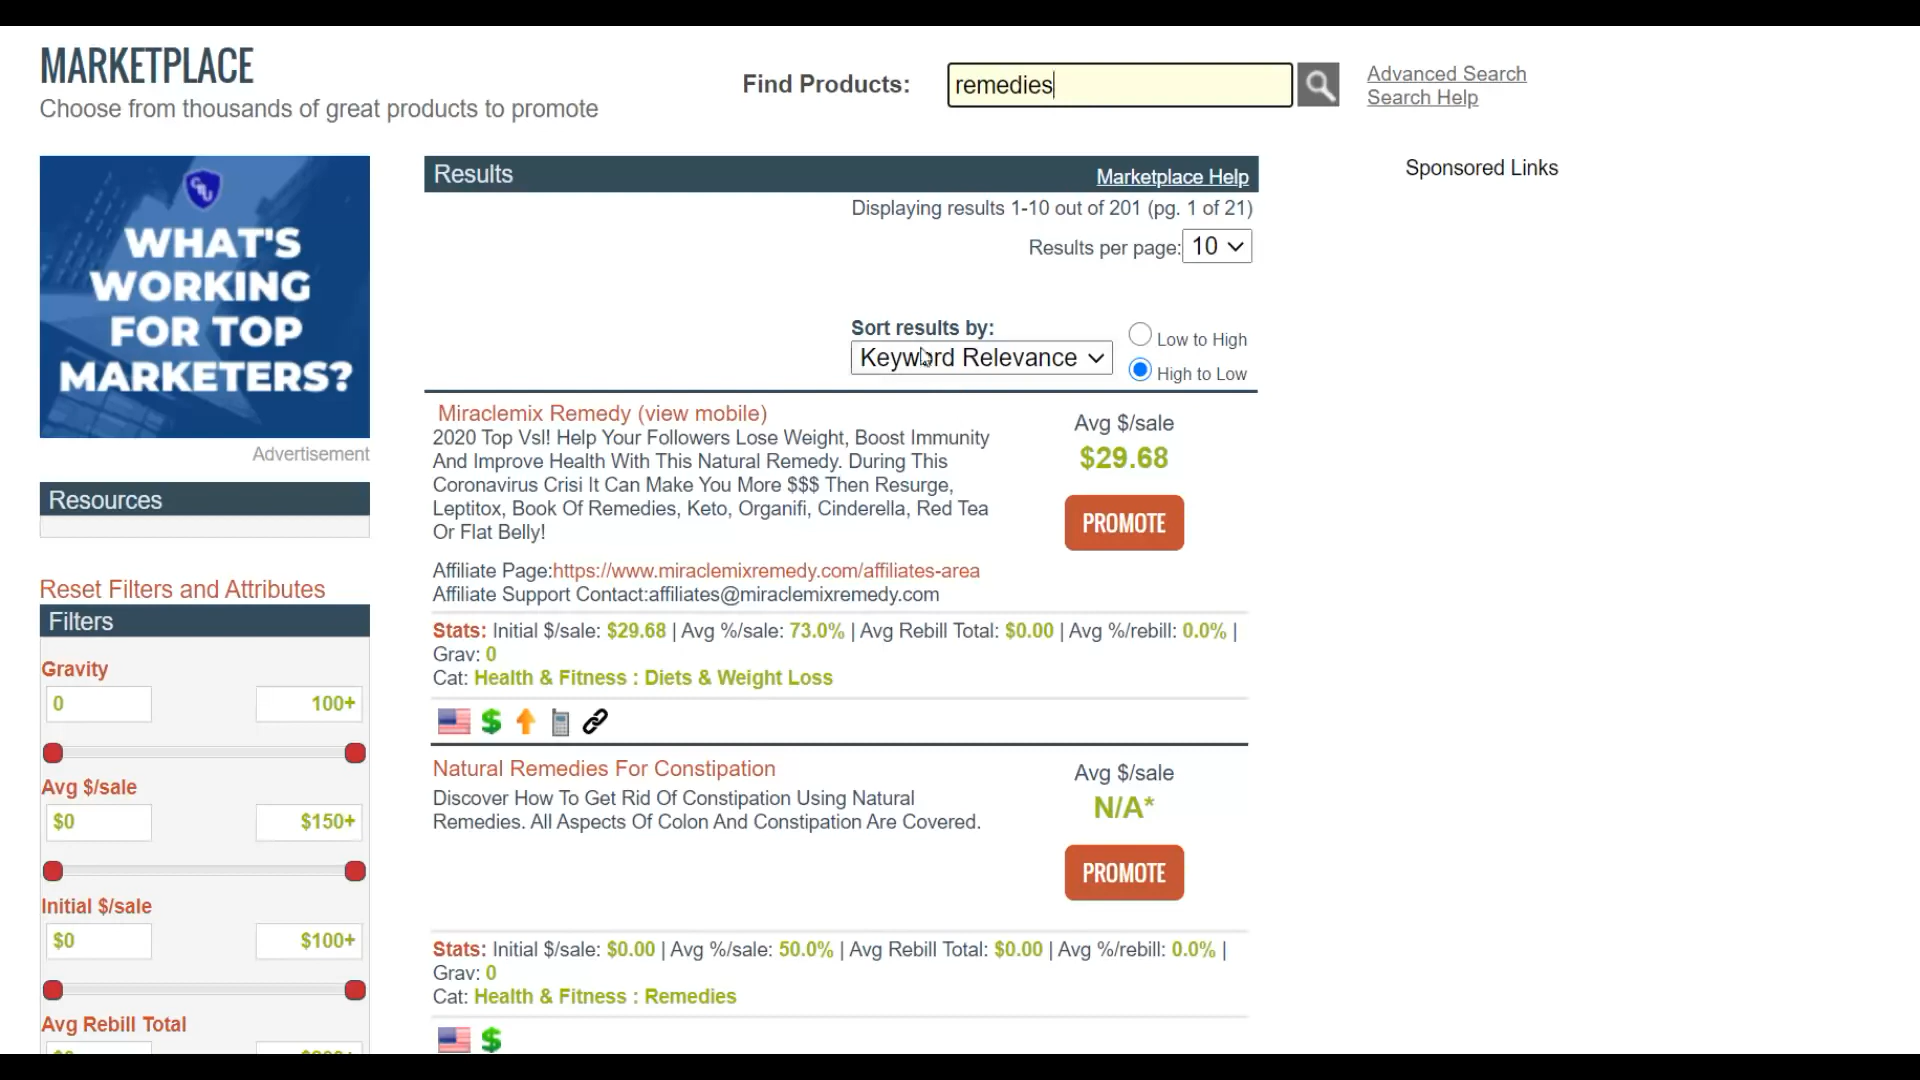 MARKETPLACE
Choose from thousands of great products to promote
Find Products:
remedies
Advanced Search
Search Help
WHAT'S
WORKING
FOR TOP
MARKETERS?
Advertisement
Resources
Reset Filters and Attributes
Filters
Gravity
0 100+
Avg $/sale
$0 $150+
Initial $/sale
$0 $100+
Avg Rebill Total
Results
Marketplace Help
Displaying results 1-10 out of 201 (pg. 1 of 21)
Results per page: 10
Sort results by:
Keyword Relevance
Low to High
High to Low
Miraclemix Remedy (view mobile)
2020 Top Vsl! Help Your Followers Lose Weight, Boost Immunity
And Improve Health With This Natural Remedy. During This
Coronavirus Crisi It Can Make You More $$$ Then Resurge,
Leptitox, Book Of Remedies, Keto, Organifi, Cinderella, Red Tea
Or Flat Belly!
Affiliate Page:https://www.miraclemixremedy.com/affiliates-area
Affiliate Support Contact:affiliates@miraclemixremedy.com
Avg $/sale
$29.68
PROMOTE
Stats: Initial $/sale: $29.68 | Avg %/sale: 73.0% | Avg Rebill Total: $0.00 | Avg %/rebill: 0.0% |
Grav: 0
Cat: Health & Fitness : Diets & Weight Loss
Natural Remedies For Constipation
Discover How To Get Rid Of Constipation Using Natural
Remedies. All Aspects Of Colon And Constipation Are Covered.
Avg $/sale
N/A*
PROMOTE
Stats: Initial $/sale: $0.00 | Avg %/sale: 50.0% | Avg Rebill Total: $0.00 | Avg %/rebill: 0.0% |
Grav: 0
Cat: Health & Fitness : Remedies
Sponsored Links